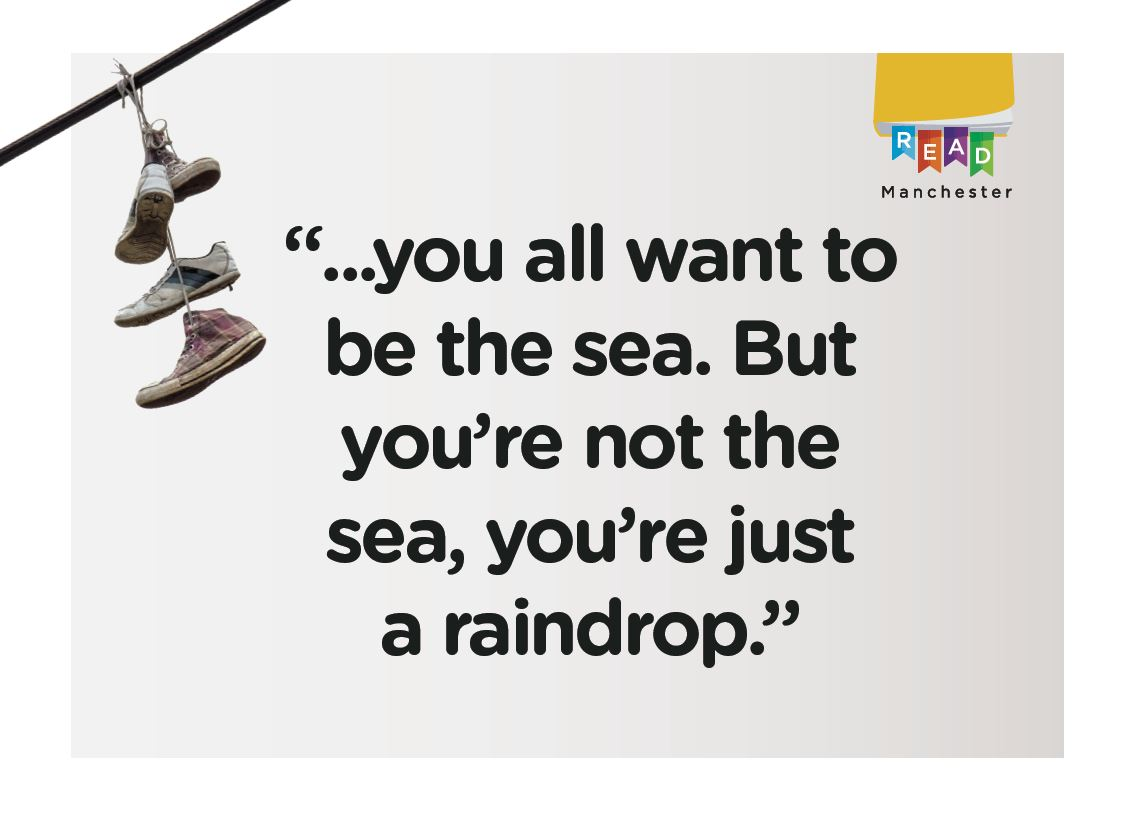 READ
Manchester
“...you all want to
be the sea. But
you’re not the
sea, you’re just
a raindrop.”